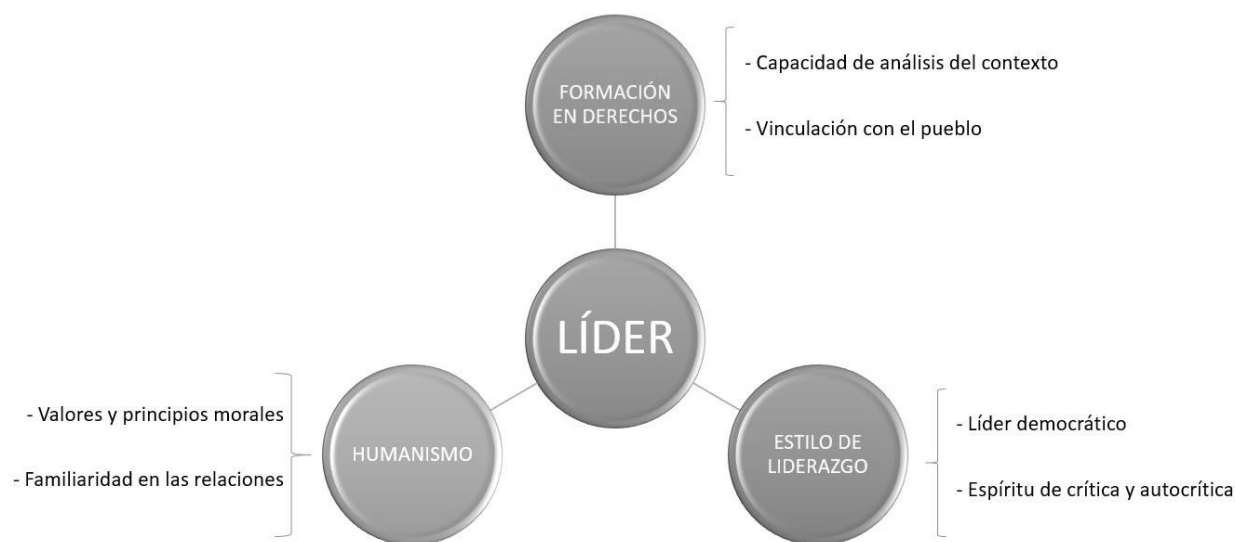 FORMACIÓN
EN DERECHOS
- Capacidad de análisis del contexto
- Vinculación con el pueblo
LÍDER
- Valores y principios morales
- Familiaridad en las relaciones
HUMANISMO
ESTILO DE
LIDERAZGO
- Líder democrático
- Espíritu de crítica y autocrítica